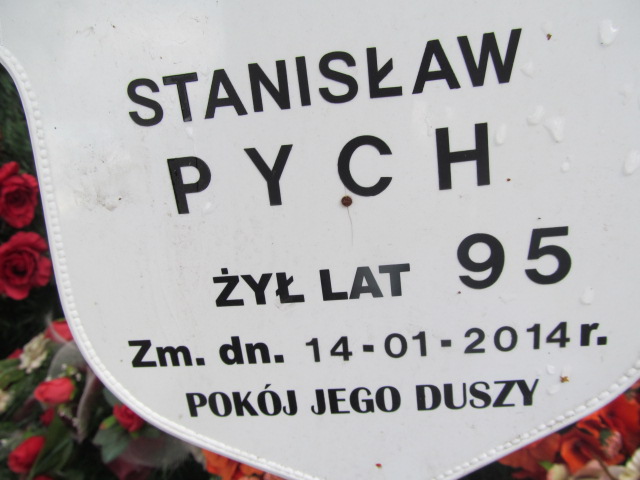 STANISŁAW
PYCH
ŻYŁ LAT 95
Zm. dn. 14-01-2014 r.
POKÓJ JEGO DUSZY